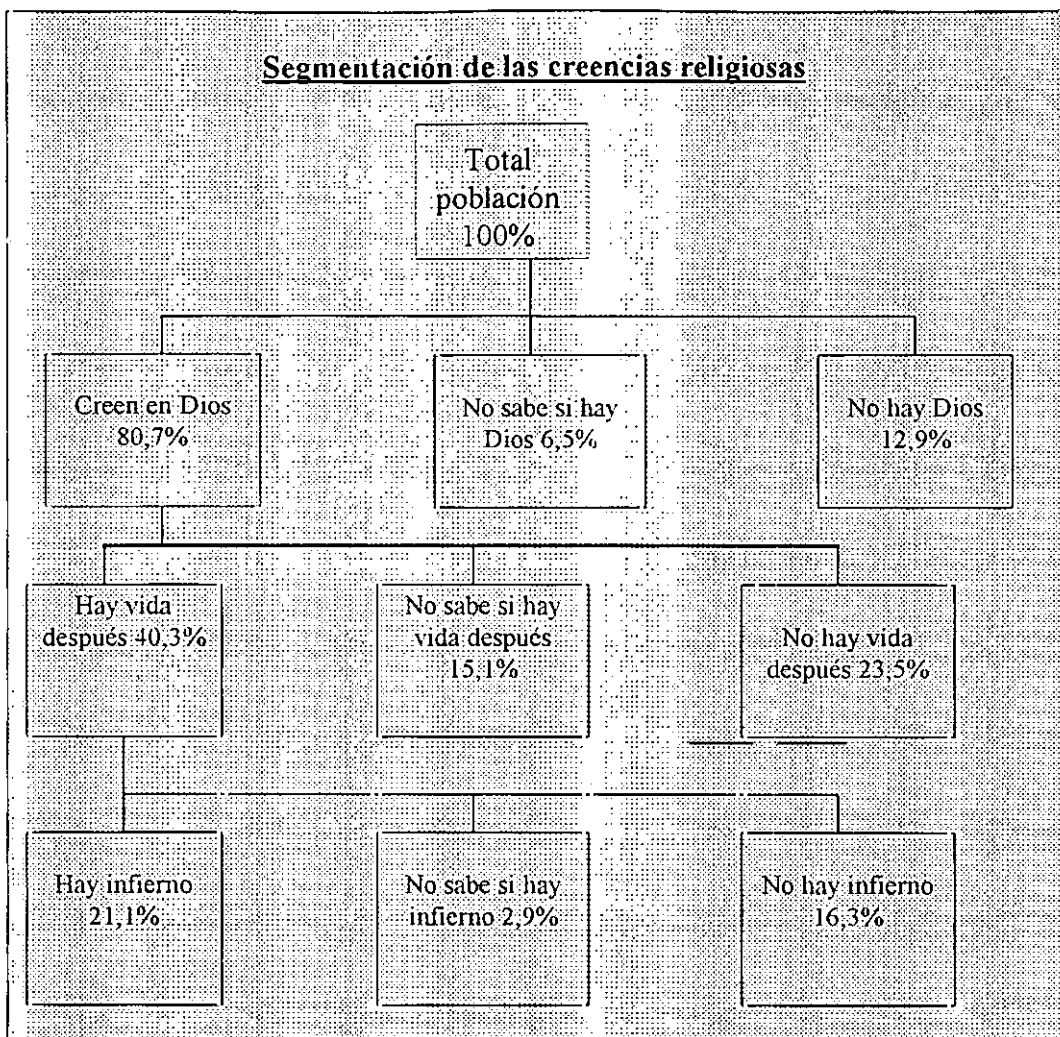 Segmentación de las creencias religiosas
Total
población
100%
Creen en Dios
80,7%
No sabe si hay
Dios 6,5%
No hay Dios
12,9%
Hay vida
después 40,3%
No sabe si hay
vida después
15,1%
No hay vida
después 23,5%
Hay infierno
21,1%
No sabe si hay
infierno 2,9%
No hay infierno
16,3%